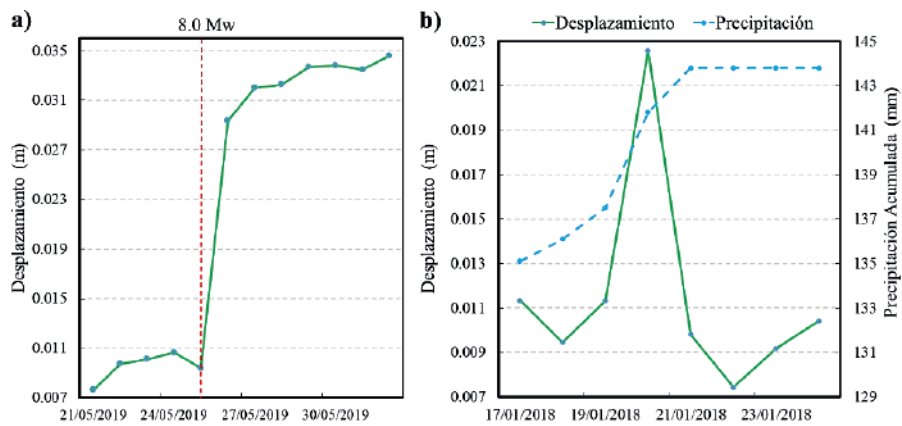 a)
8.0 Mw
0.035
0.031
0.027
0.023
0.019
0.015
0.011
0.007
Desplazamiento (m)
21/05/2019 24/05/2019 27/05/2019 30/05/2019
b)
Desplazamiento Precipitación
0.023
0.021
0.019
0.017
0.015
0.013
0.011
0.009
0.007
Desplazamiento (m)
145
143
141
139
137
135
133
131
129
Precipitación Acumulada (mm)
17/01/2018 19/01/2018 21/01/2018 23/01/2018